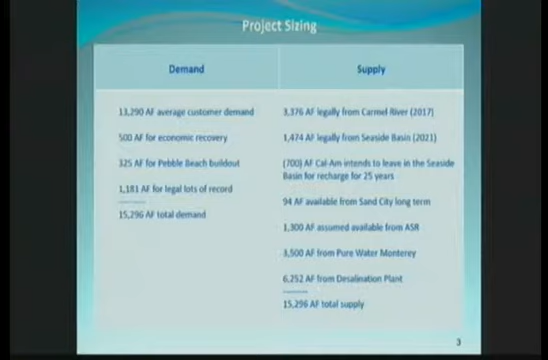 Project Sizing
Demand
13,290 AF average customer demand
500 AF for economic recovery
325 AF for Pebble Beach buildout
1,181 AF for legal lots of record
15,296 AF total demand
Supply
3,376 AF legally from Carmel River (2017)
1,474 AF legally from Seaside Basin (2021)
(700) AF Cal-Am intends to leave in the Seaside
Basin for recharge for 25 years
94 AF available from Sand City long term
1,300 AF assumed available from ASR
3,500 AF from Pure Water Monterey
6,252 AF from Desalination Plant
15,296 AF total supply
3